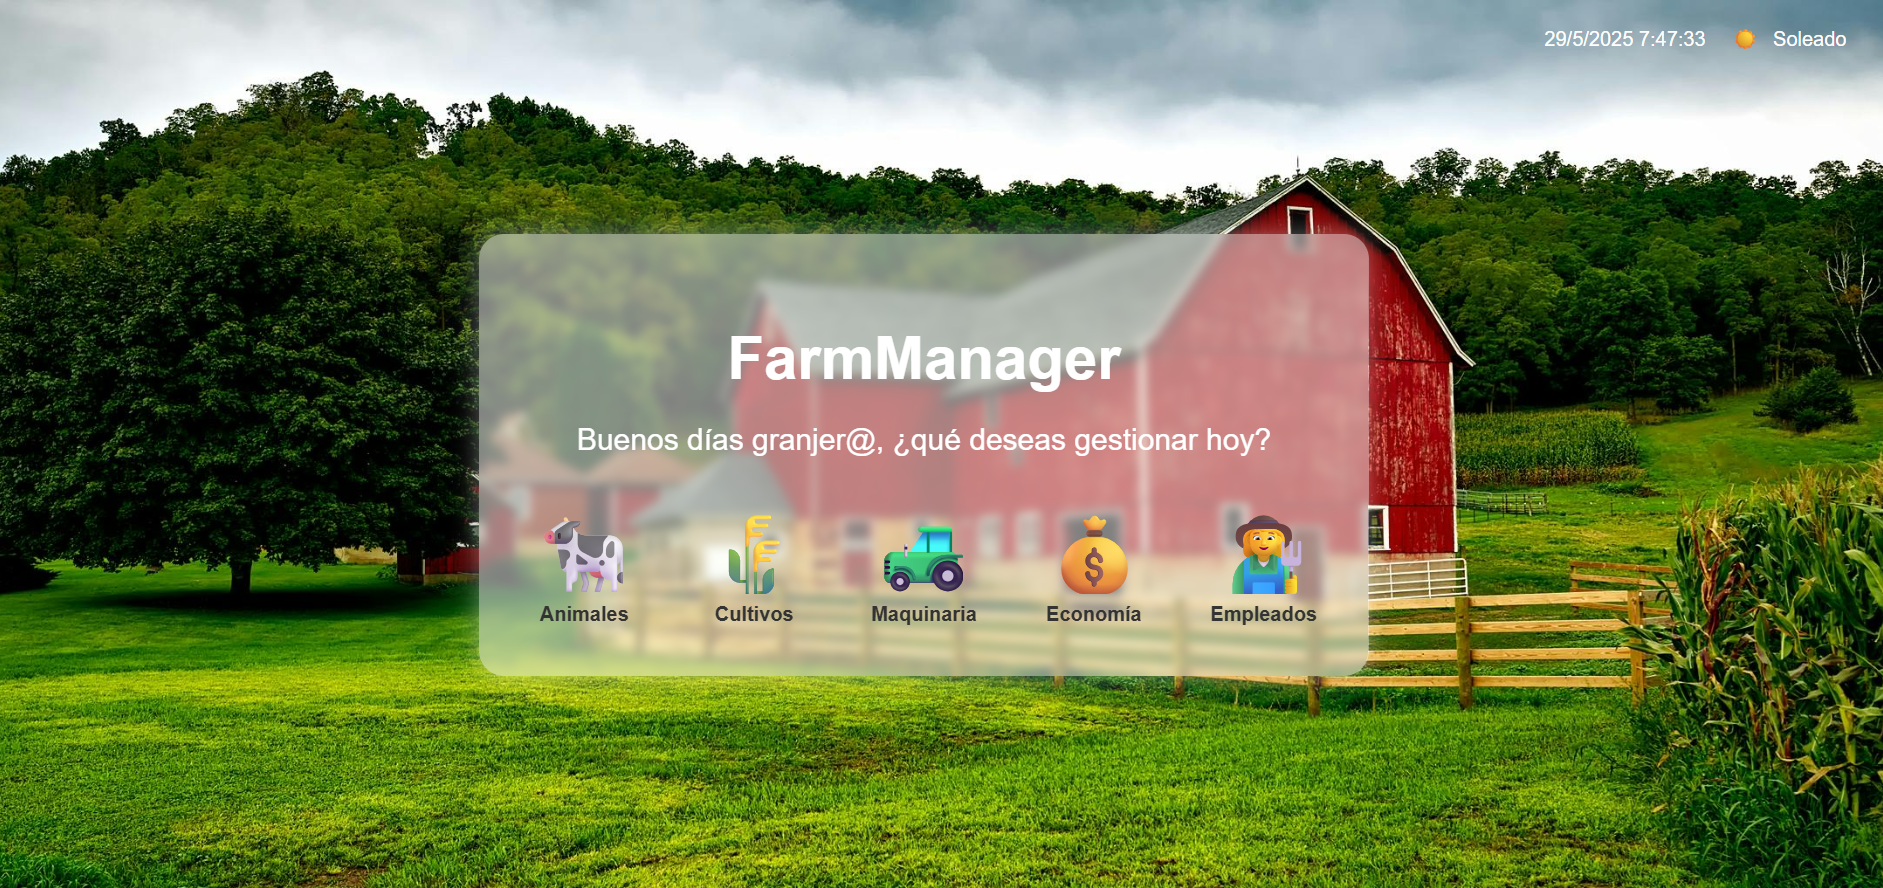 29/5/2025 7:47:33 Soleado
FarmManager
Buenos días granjer@, ¿qué deseas gestionar hoy?
Animales Cultivos Maquinaria Economía Empleados